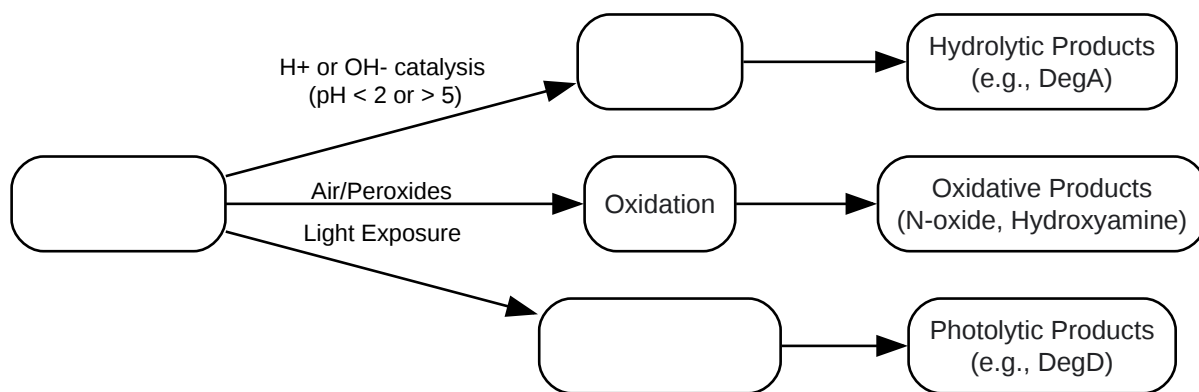 H+ or OH- catalysis
(pH < 2 or > 5)
Hydrolytic Products
(e.g., DegA)
Air/Peroxides
Oxidation
Oxidative Products
(N-oxide, Hydroxyamine)
Light Exposure
Photolytic Products
(e.g., DegD)